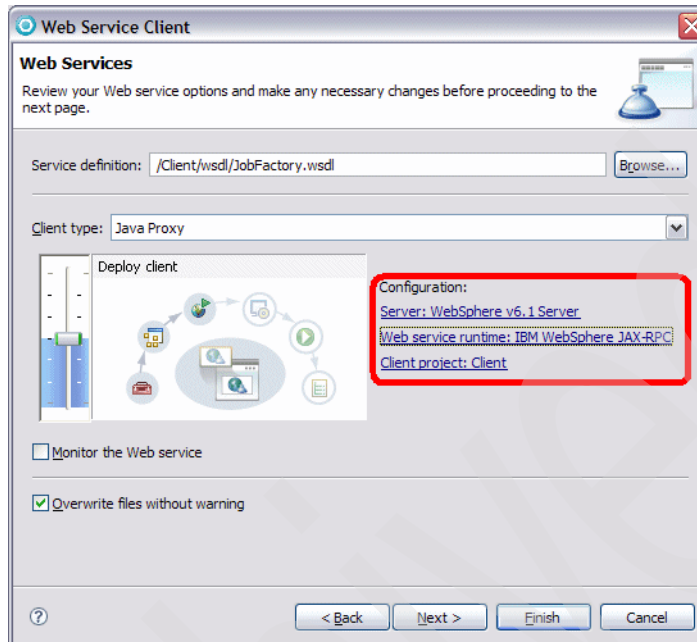 Web Service Client
Web Services
Review your Web service options and make any necessary changes before proceeding to the
next page.
Service definition: /Client/wsdl/JobFactory.wsdl Browse...
Client type: Java Proxy
Deploy client
Configuration:
Server: WebSphere v6.1 Server
Web service runtime: IBM WebSphere JAX-RPC
Client project: Client
Monitor the Web service
Overwrite files without warning
? < Back Next > Finish Cancel